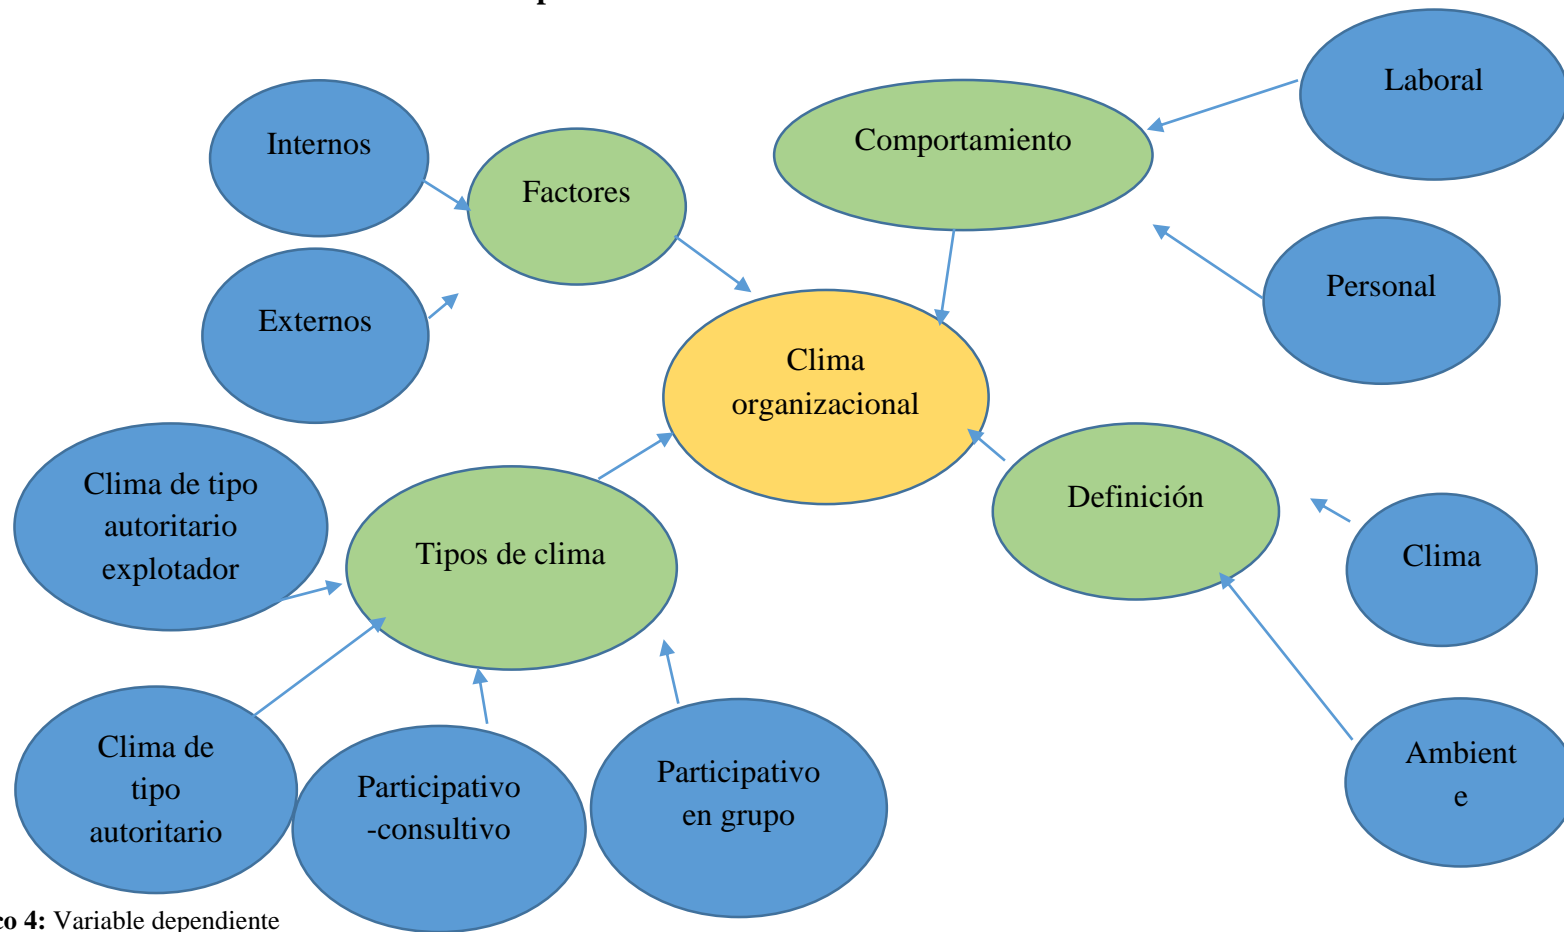 Laboral
Internos
Comportamiento
Factores
Personal
Externos
Clima
organizacional
Clima de tipo
autoritario
explotador
Definición
Tipos de clima
Clima
Clima de
tipo
autoritario
Participativo
-consultivo
Participativo
en grupo
Ambient
e
co 4: Variable dependiente